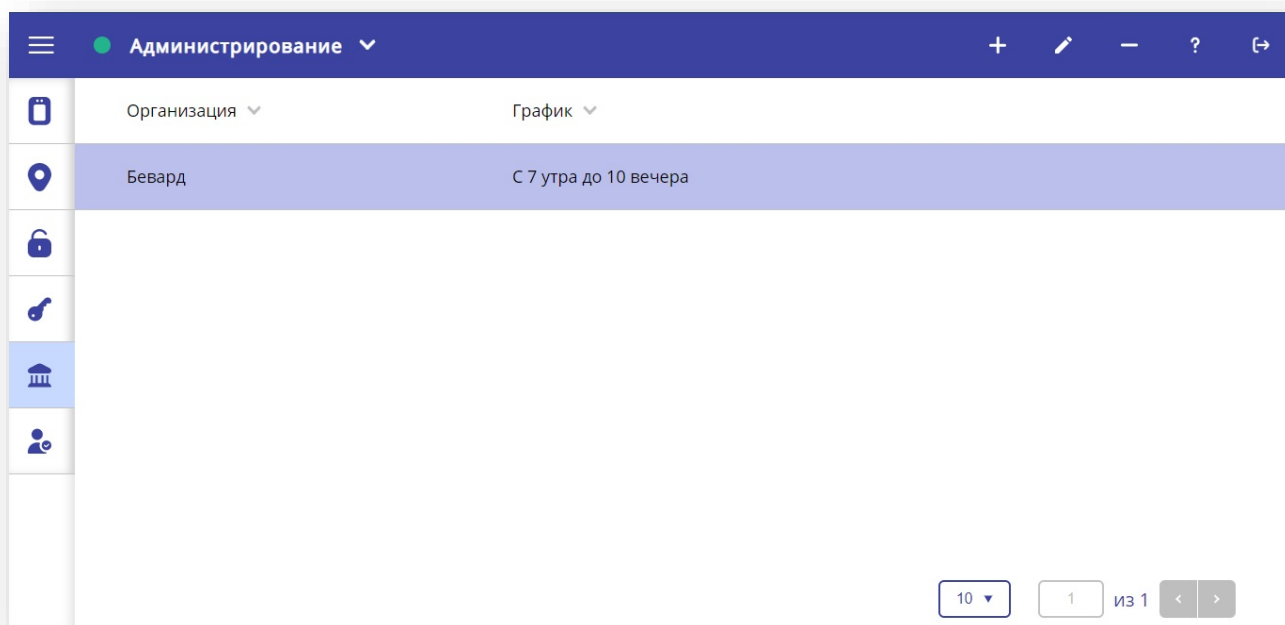 Администрирование
?
Организация График
Бевард С 7 утра до 10 вечера
10 1 из 1